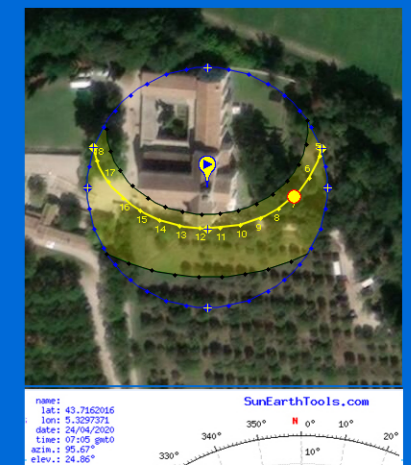 18 5
17 6
16 8
15 14 13 12 11 10 9
name:
lat: 43.7162016
lon: 5.3297371
date: 24/04/2020
time: 07:05 gmt0
azim.: 95.67°
elev.: 24.86°
SunEarthTools.com
330° 340° 350° N 0° 10° 20°
10°